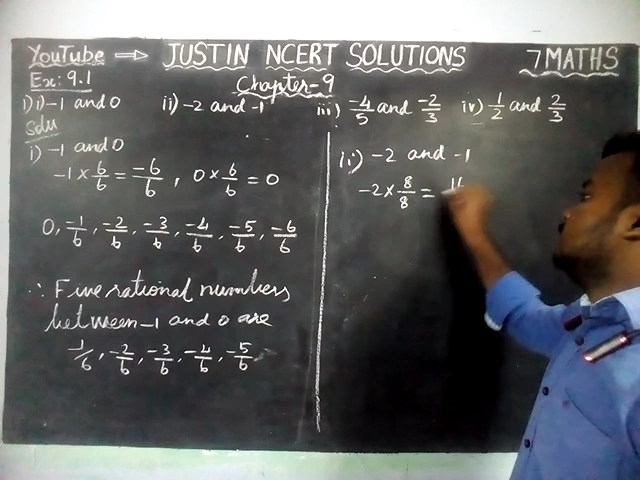 YouTube ⟹ JUSTIN NCERT SOLUTIONS 7 MATHS
Ex: 9.1 Chapter-9
1) i) -1 and 0 ii) -2 and -1 iii) -4/5 and -2/3 iv) 1/2 and 2/3
Solu
i) -1 and 0
-1 × 6/6 = -6/6, 0 × 6/6 = 0
0, -1/6, -2/6, -3/6, -4/6, -5/6, -6/6
∴ Five rational numbers
between -1 and 0 are
-1/6, -2/6, -3/6, -4/6, -5/6
ii) -2 and -1
-2 × 8/8 = 16